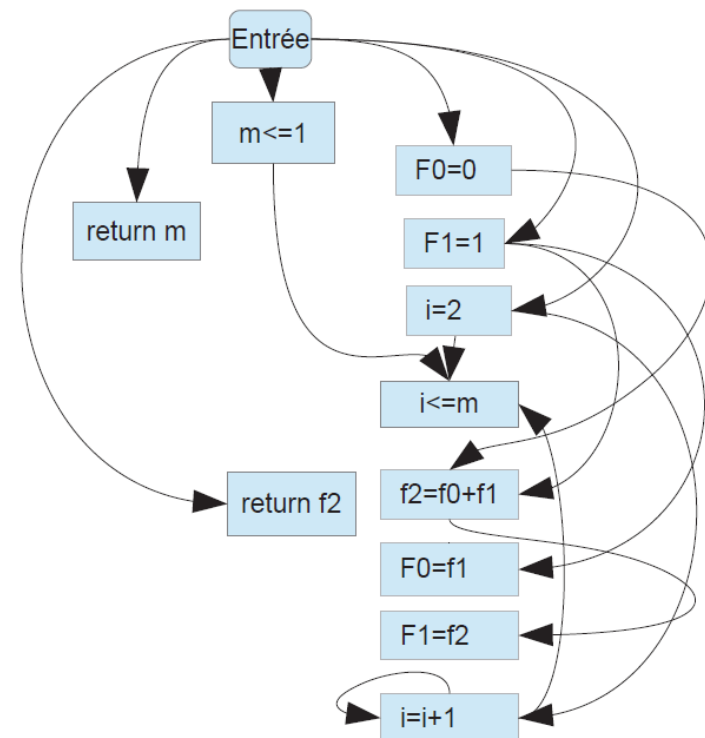 Entrée
m<=1
F0=0
return m
F1=1
i=2
i<=m
f2=f0+f1
return f2
F0=f1
F1=f2
i=i+1